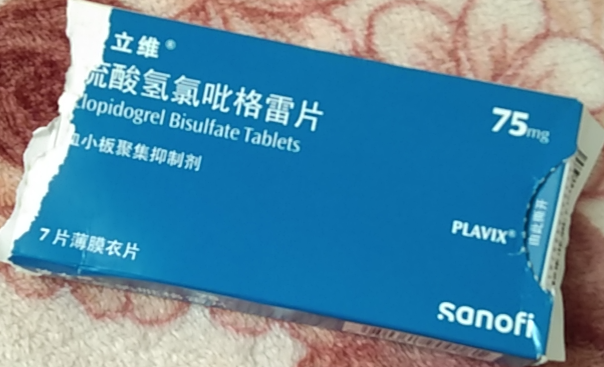 立维®
硫酸氢氯吡格雷片
Clopidogrel Bisulfate Tablets
75mg
血小板聚集抑制剂
PLAVIX®
7片薄膜衣片
sanofi